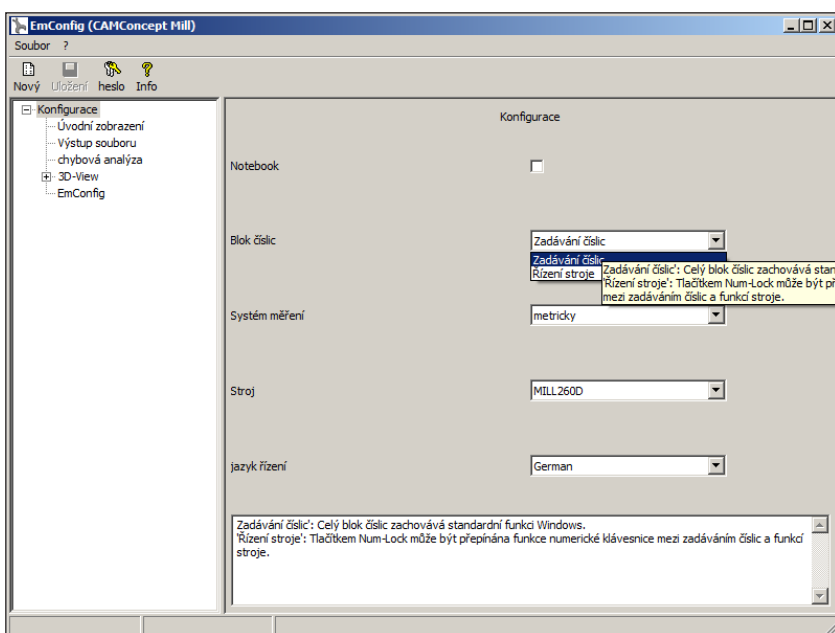 EmConfig (CAMConcept Mill)
Soubor ?
Nový Uložení heslo Info
Konfigurace
Úvodní zobrazení
Výstup souboru
chybová analýza
3D-View
EmConfig
Konfigurace
Notebook
Blok číslic
Zadávání číslic
Zadávání číslic
Řízení stroje
Zadávání číslic': Celý blok číslic zachovává
'Řízení stroje': Tlačítkem Num-Lock může být
mezi zadáváním číslic a funkcí stroje.
Systém měření
metricky
Stroj
MILL260D
jazyk řízení
German
Zadávání číslic': Celý blok číslic zachovává standardní funkci Windows.
'Řízení stroje': Tlačítkem Num-Lock může být přepínána funkce numerické klávesnice mezi zadáváním číslic a funkcí
stroje.